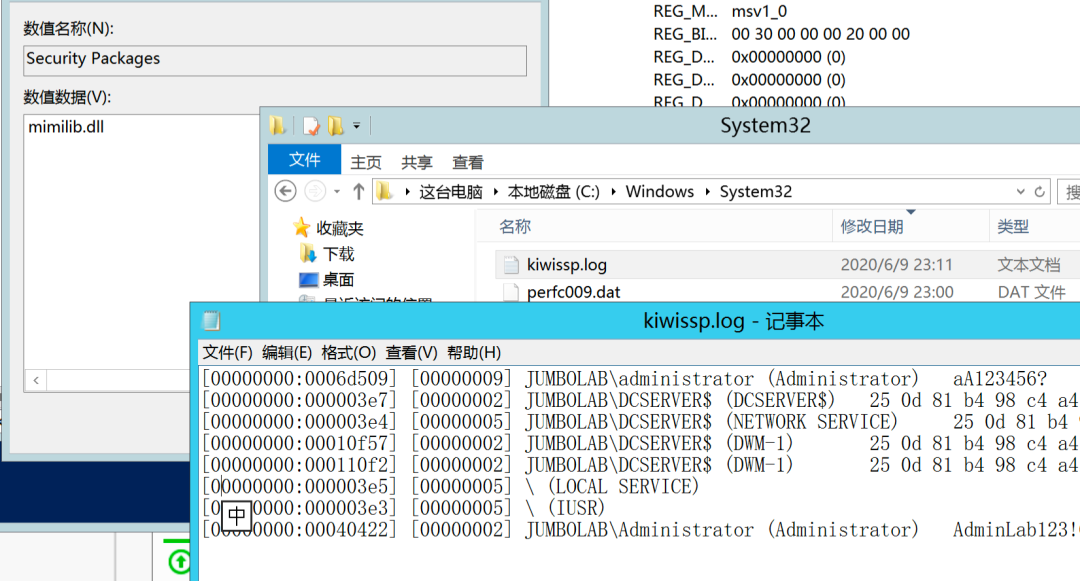 数值名称(N):
Security Packages
数值数据(V):
mimilib.dll
REG_M... msv1_0
REG_BI... 00 30 00 00 00 20 00 00
REG_D... 0x00000000 (0)
REG_D... 0x00000000 (0)
REG_D... 0x00000000 (0)
System32
文件 主页 共享 查看
这台电脑 本地磁盘 (C:) Windows System32 搜
收藏夹
下载
桌面
最近访问的位置
名称 修改日期 类型
kiwissp.log 2020/6/9 23:11 文本文档
perfc009.dat 2020/6/9 23:00 DAT 文件
kiwissp.log - 记事本
文件(F) 编辑(E) 格式(O) 查看(V) 帮助(H)
[00000000:0006d509] [00000009] JUMBOLAB\administrator (Administrator) aA123456?
[00000000:000003e7] [00000002] JUMBOLAB\DCSERVER$ (DCSERVER$) 25 0d 81 b4 98 c4 a4
[00000000:000003e4] [00000005] JUMBOLAB\DCSERVER$ (NETWORK SERVICE) 25 0d 81 b4
[00000000:00010f57] [00000002] JUMBOLAB\DCSERVER$ (DWM-1) 25 0d 81 b4 98 c4 a4
[00000000:000110f2] [00000002] JUMBOLAB\DCSERVER$ (DWM-1) 25 0d 81 b4 98 c4 a4
[00000000:000003e5] [00000005] \ (LOCAL SERVICE)
[00000000:000003e3] [00000005] \ (IUSR)
[00000000:00040422] [00000002] JUMBOLAB\Administrator (Administrator) AdminLab123!
中